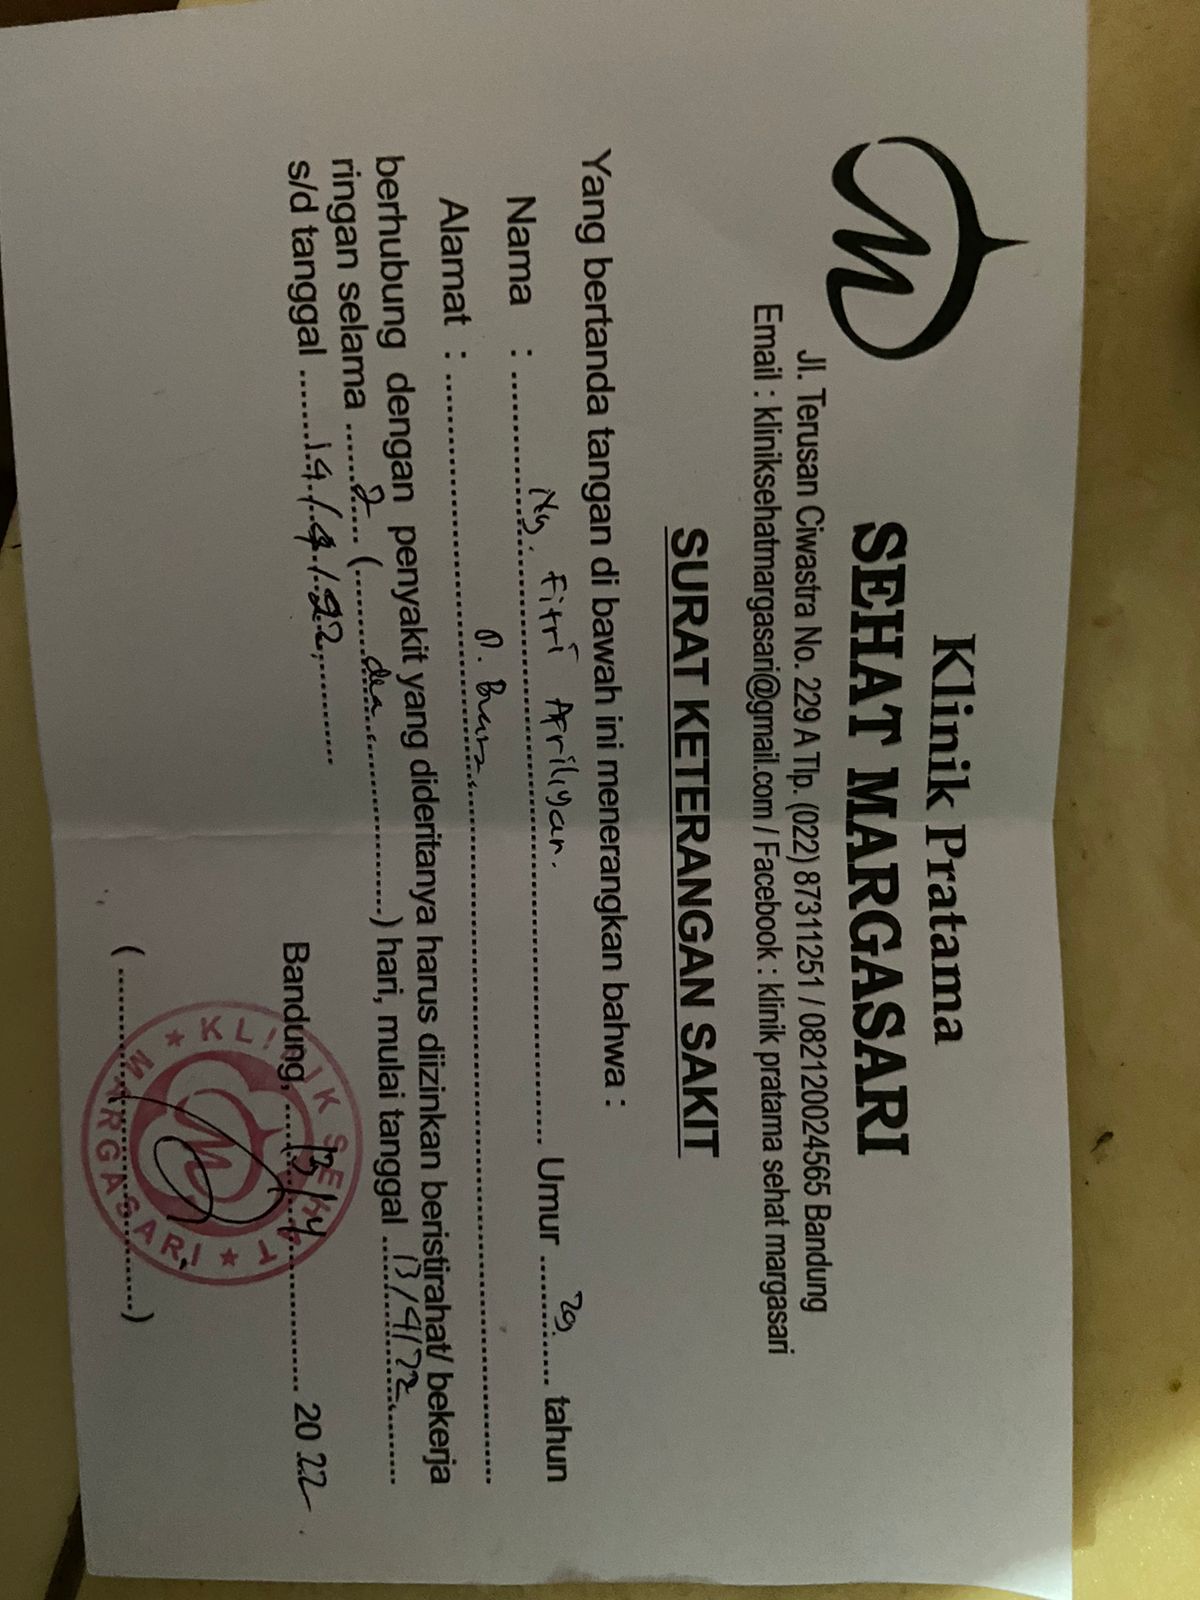 Klinik Pratama
SEHAT MARGASARI
Jl. Terusan Ciwastra No. 229 A Tlp. (022) 87311251 / 082120024565 Bandung
Email : kliniksehatmargasari@gmail.com / Facebook : klinik pratama sehat margasari
SURAT KETERANGAN SAKIT
Yang bertanda tangan di bawah ini menerangkan bahwa :
Nama : Ny. Fitri Apriliyan. Umur 29 tahun
Alamat :
berhubung dengan penyakit yang dideritanya harus diizinkan beristirahat/ bekerja
ringan selama 2 (dua) hari, mulai tanggal 13/4/22
s/d tanggal 14/4/22
Bandung, 13/4 2022
KLINIK SEHAT
MARGASARI